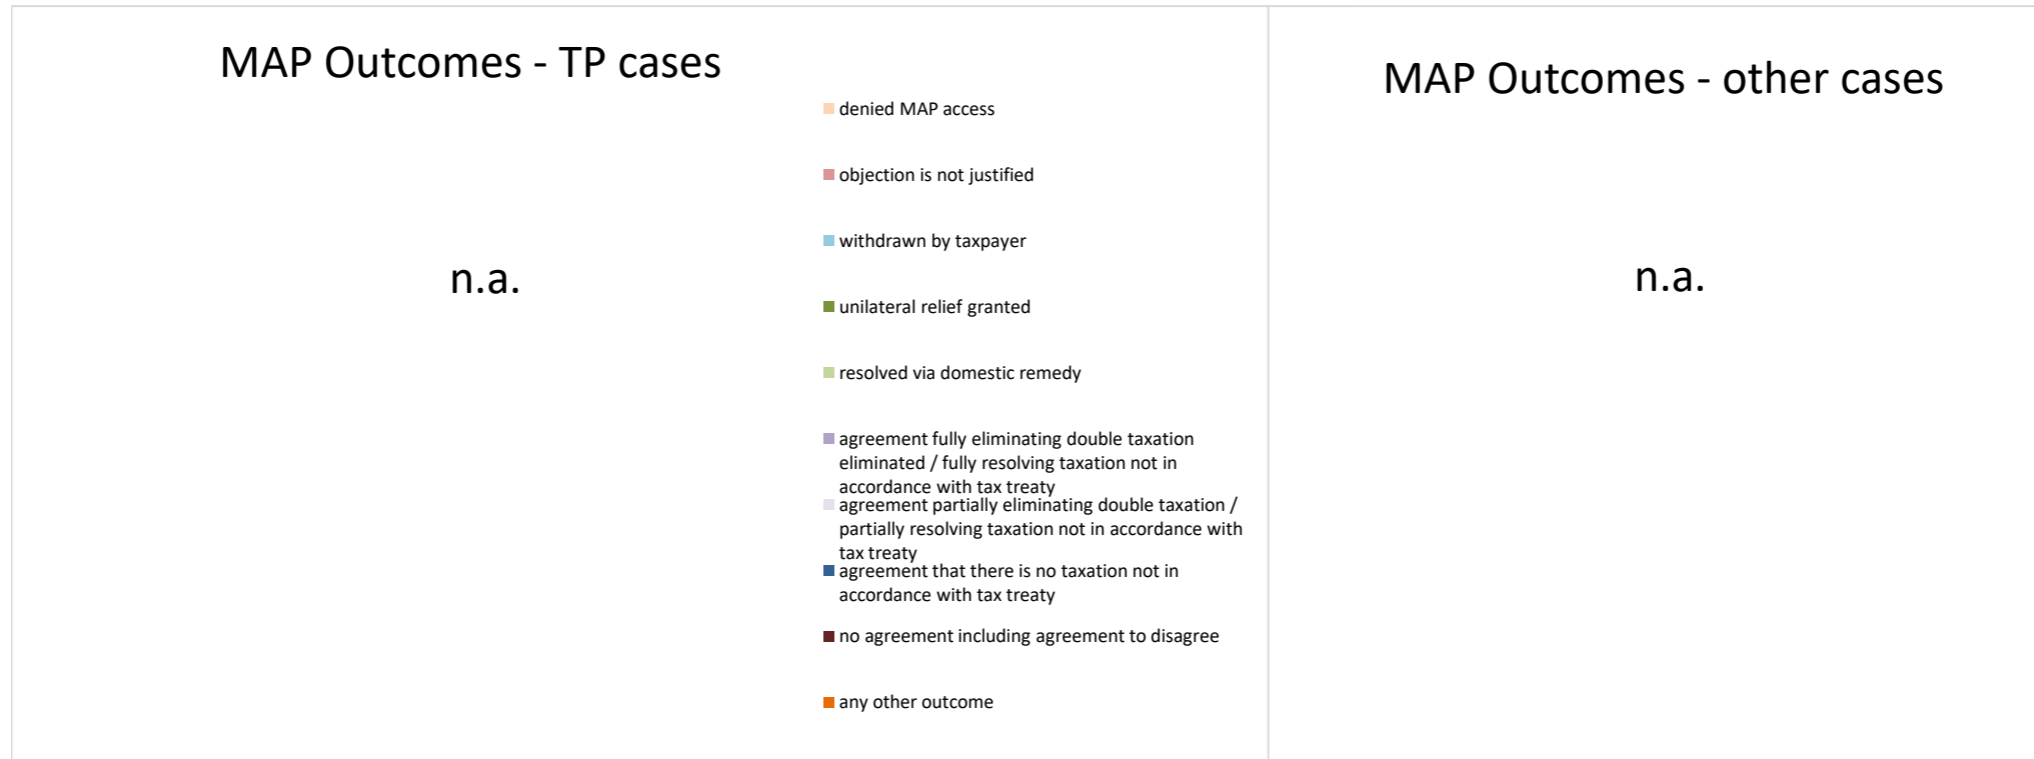 MAP Outcomes - TP cases
n.a.
denied MAP access
objection is not justified
withdrawn by taxpayer
unilateral relief granted
resolved via domestic remedy
agreement fully eliminating double taxation
eliminated / fully resolving taxation not in
accordance with tax treaty
agreement partially eliminating double taxation /
partially resolving taxation not in accordance with
tax treaty
agreement that there is no taxation not in
accordance with tax treaty
no agreement including agreement to disagree
any other outcome
MAP Outcomes - other cases
n.a.